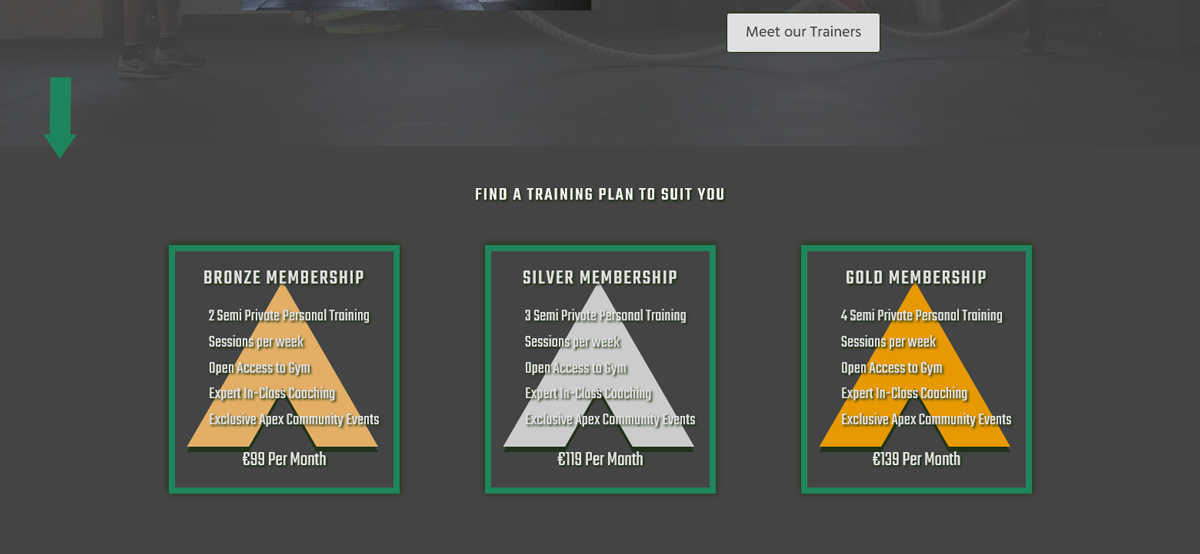 Meet our Trainers
FIND A TRAINING PLAN TO SUIT YOU
BRONZE MEMBERSHIP
2 Semi Private Personal Training
Sessions per week
Open Access to Gym
Expert In-Class Coaching
Exclusive Apex Community Events
€99 Per Month
SILVER MEMBERSHIP
3 Semi Private Personal Training
Sessions per week
Open Access to Gym
Expert In-Class Coaching
Exclusive Apex Community Events
€119 Per Month
GOLD MEMBERSHIP
4 Semi Private Personal Training
Sessions per week
Open Access to Gym
Expert In-Class Coaching
Exclusive Apex Community Events
€139 Per Month